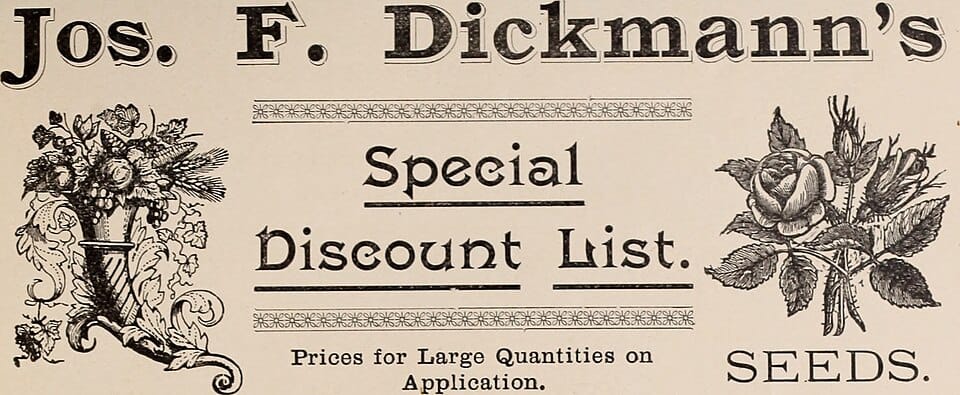 Jos. F. Dickmann's
Special
Discount List.
Prices for Large Quantities on
Application.
SEEDS.